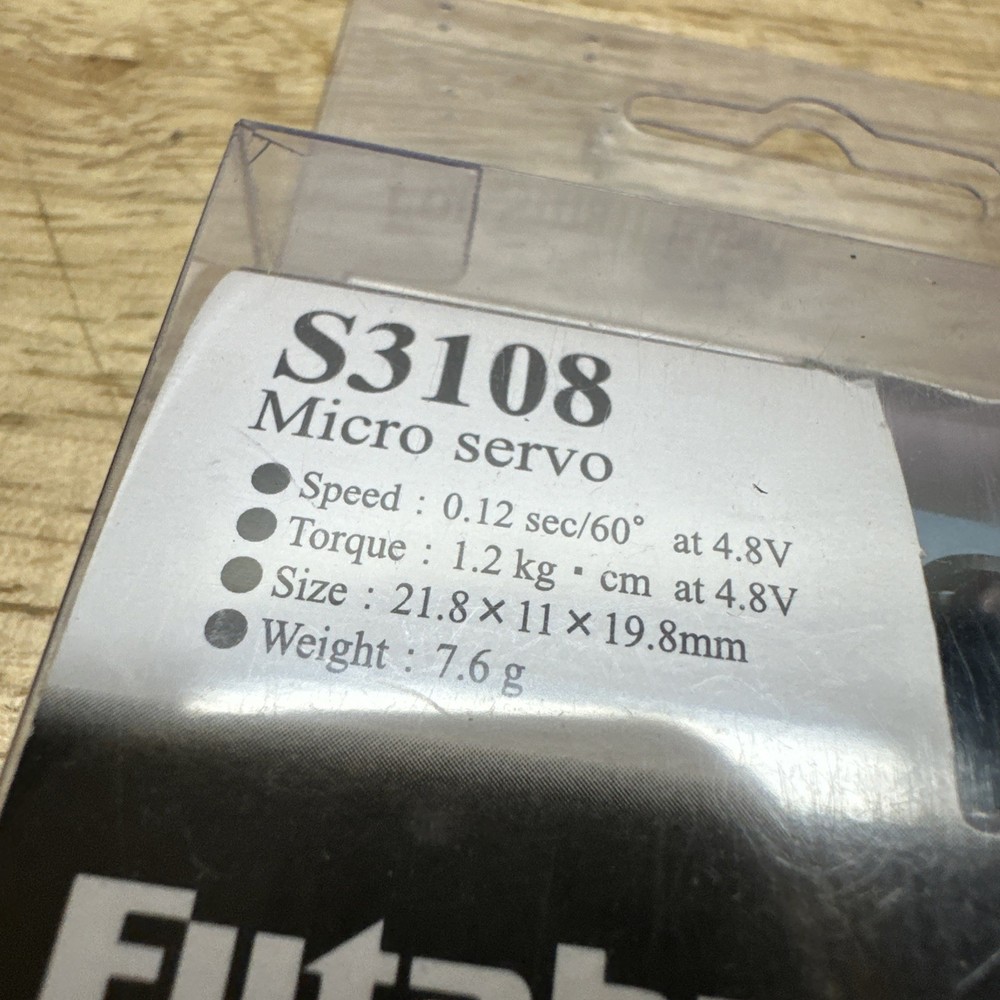 S3108
Micro servo
● Speed : 0.12 sec/60° at 4.8V
● Torque : 1.2 kg・cm at 4.8V
● Size : 21.8×11×19.8mm
● Weight : 7.6 g